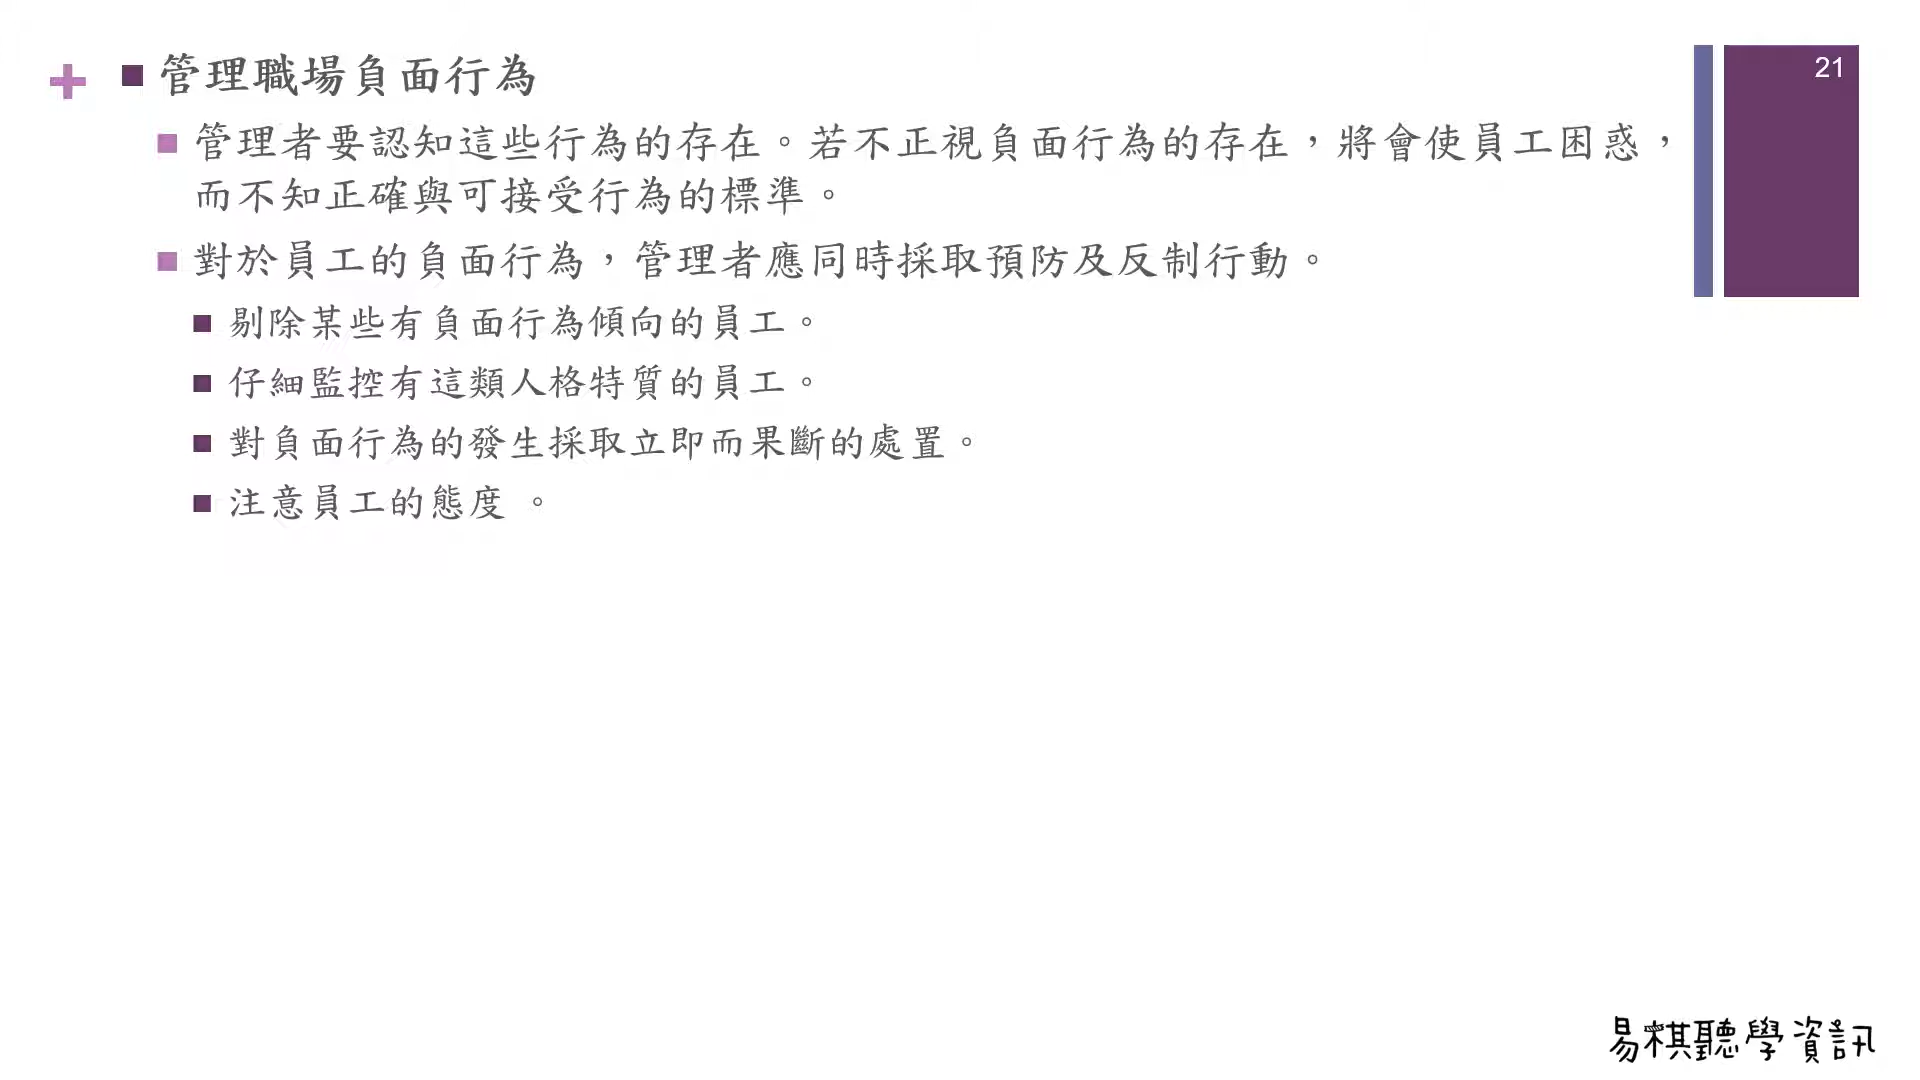 管理職場負面行為
21
管理者要認知這些行為的存在。若不正視負面行為的存在，將會使員工困惑，
而不知正確與可接受行為的標準。
對於員工的負面行為，管理者應同時採取預防及反制行動。
剔除某些有負面行為傾向的員工。
仔細監控有這類人格特質的員工。
對負面行為的發生採取立即而果斷的處置。
注意員工的態度 。
易棋聽學資訊